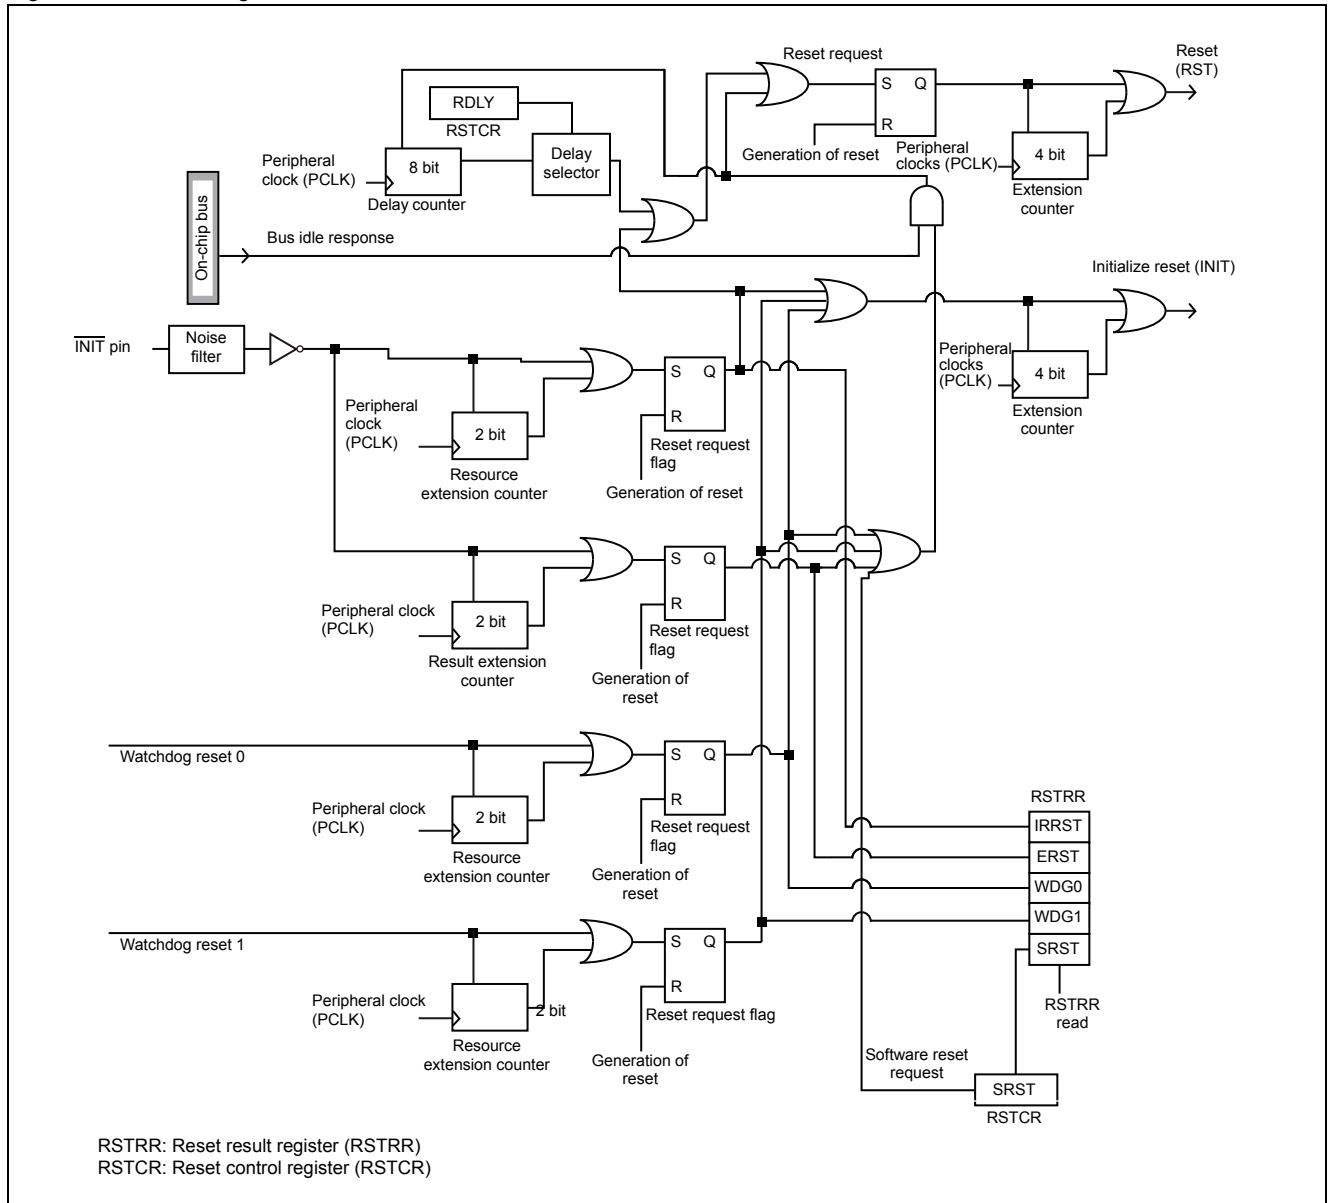 Reset request
Reset
(RST)
RDLY
RSTCR
S Q
R
Peripheral
clock (PCLK)
8 bit
Delay counter
Delay
selector
Generation of reset
Peripheral
clocks (PCLK)
4 bit
Extension
counter
On-chip bus
Bus idle response
Initialize reset (INIT)
INIT pin
Noise
filter
Peripheral
clocks
(PCLK)
4 bit
Extension
counter
Peripheral
clock
(PCLK)
2 bit
Resource
extension counter
S Q
R
Reset request
flag
Generation of reset
Peripheral clock
(PCLK)
2 bit
Result extension
counter
S Q
R
Reset request
flag
Generation of
reset
Watchdog reset 0
Peripheral clock
(PCLK)
2 bit
Resource
extension counter
S Q
R
Reset request
flag
Generation of
reset
RSTRR
IRRST
ERST
WDG0
WDG1
SRST
RSTRR
read
Watchdog reset 1
Peripheral clock
(PCLK)
2 bit
Resource
extension counter
S Q
R
Reset request flag
Generation of
reset
Software reset
request
SRST
RSTCR
RSTRR: Reset result register (RSTRR)
RSTCR: Reset control register (RSTCR)